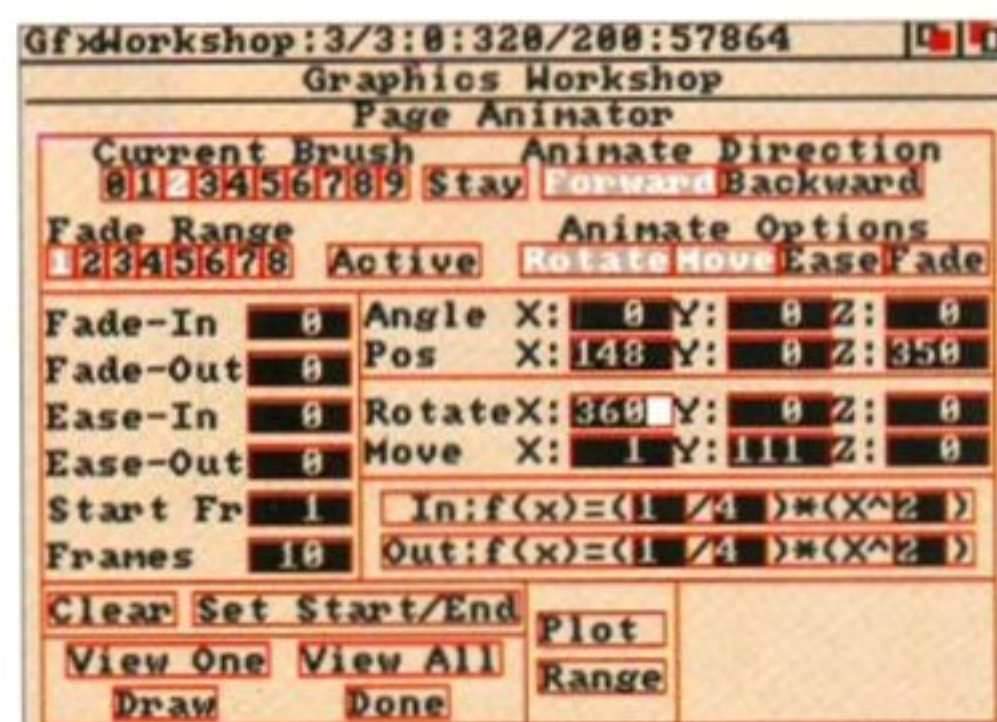 GfxWorkshop:3/3:0:320/200:57864
Graphics Workshop
Page Animator
Current Brush Animate Direction
0 1 2 3 4 5 6 7 8 9 Stay Forward Backward
Fade Range Animate Options
1 2 3 4 5 6 7 8 Active Rotate Move Ease Fade
Fade-In 0 Angle X: 0 Y: 0 Z: 0
Fade-Out 0 Pos X: 148 Y: 0 Z: 350
Ease-In 0 Rotate X: 360 Y: 0 Z: 0
Ease-Out 0 Move X: 1 Y: 111 Z: 0
Start Fr 1 In:f(x)=(1 /4 )*(X^2 )
Frames 10 Out:f(x)=(1 /4 )*(X^2 )
Clear Set Start/End Plot
View One View All Range
Draw Done